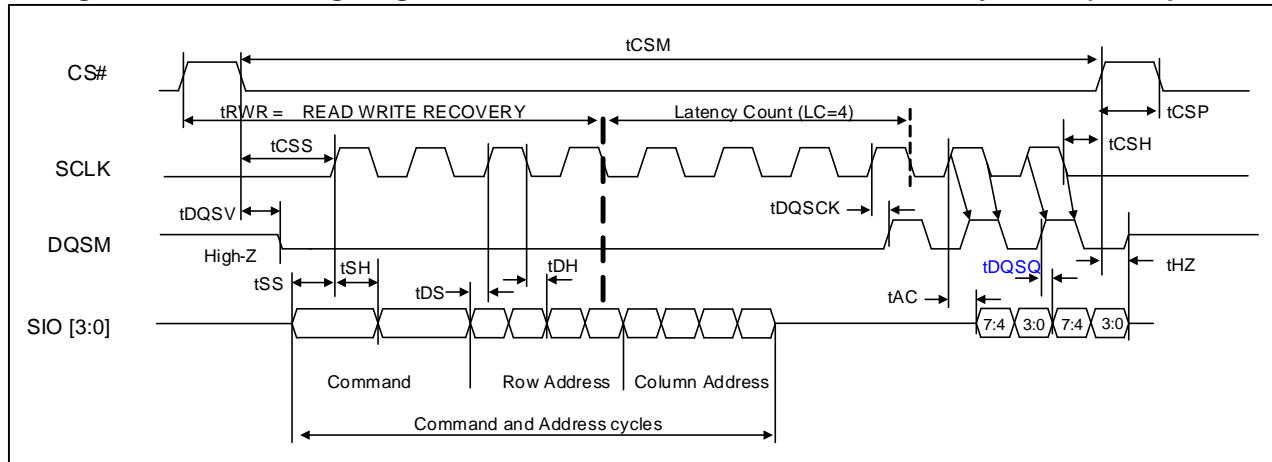 tCSM
CS#
tRWR = READ WRITE RECOVERY
Latency Count (LC=4)
tCSP
tCSS
tCSH
SCLK
tDQSV
tDQSCK
DQSM
High-Z
tSS
tSH
tDH
tDQSQ
tHZ
tDS
tAC
SIO [3:0]
7:4 3:0 7:4 3:0
Command Row Address Column Address
Command and Address cycles